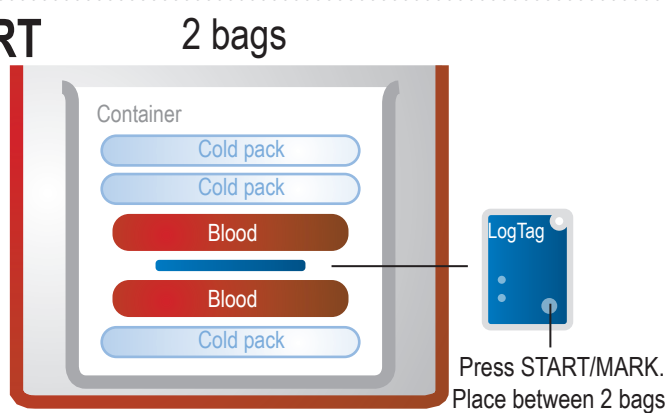 RT
2 bags
Container
Cold pack
Cold pack
Blood
Blood
Cold pack
LogTag
Press START/MARK.
Place between 2 bags